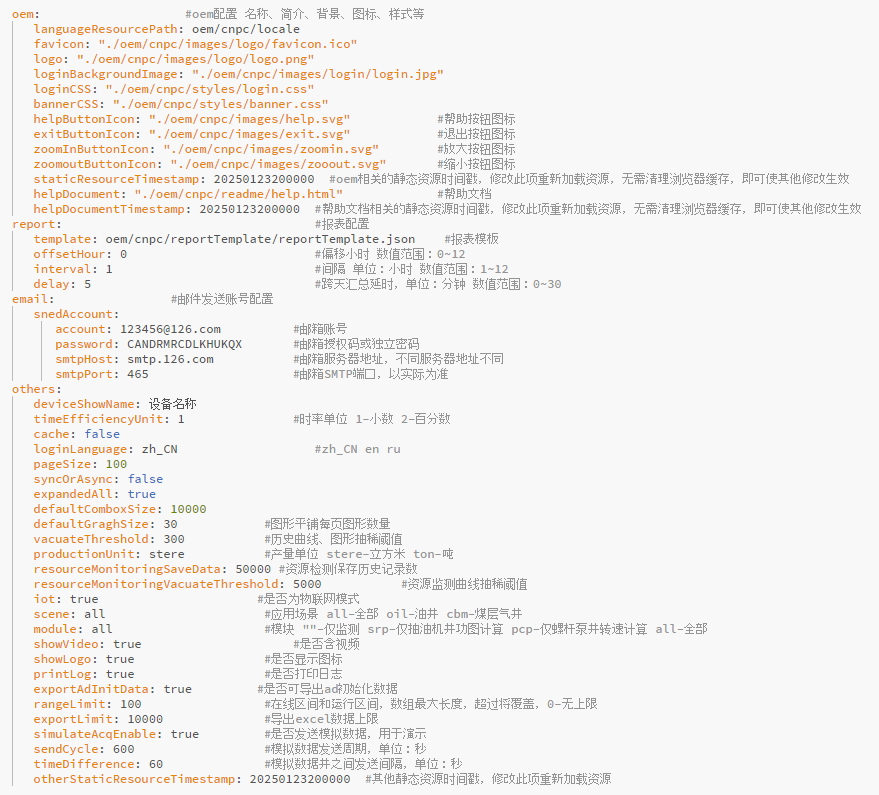 oem:                    #oem配置 名称、简介、背景、图标、样式等
   languageResourcePath: oem/cnpc/locale
   favicon: "./oem/cnpc/images/logo/favicon.ico"
   logo: "./oem/cnpc/images/logo/logo.png"
   loginBackgroundImage: "./oem/cnpc/images/login/login.jpg"
   loginCSS: "./oem/cnpc/styles/login.css"
   bannerCSS: "./oem/cnpc/styles/banner.css"
   helpButtonIcon: "./oem/cnpc/images/help.svg"            #帮助按钮图标
   exitButtonIcon: "./oem/cnpc/images/exit.svg"            #退出按钮图标
   zoomInButtonIcon: "./oem/cnpc/images/zoomin.svg"        #放大按钮图标
   zoomoutButtonIcon: "./oem/cnpc/images/zooout.svg"       #缩小按钮图标
   staticResourceTimestamp: 20250123200000  #oem相关的静态资源时间戳，修改此项重新加载资源，无需清理浏览器缓存，即可使其他修改生效
   helpDocument: "./oem/cnpc/readme/help.html"             #帮助文档
   helpDocumentTimestamp: 20250123200000  #帮助文档相关的静态资源时间戳，修改此项重新加载资源，无需清理浏览器缓存，即可使其他修改生效
report:                                   #报表配置
   template: oem/cnpc/reportTemplate/reportTemplate.json    #报表模板
   offsetHour: 0                          #偏移小时 数值范围：0~12
   interval: 1                            #间隔 单位：小时 数值范围：1~12
   delay: 5                               #跨天汇总延时，单位：分钟 数值范围：0~30
email:                #邮件发送账号配置
   snedAccount:
      account: 123456@126.com          #邮箱账号
      password: CANDRMRCDLKHUKQX       #邮箱授权码或独立密码
      smtpHost: smtp.126.com           #邮箱服务器地址，不同服务器地址不同
      smtpPort: 465                    #邮箱SMTP端口，以实际为准
others:
   deviceShowName: 设备名称
   timeEfficiencyUnit: 1               #时率单位 1-小数 2-百分数
   cache: false
   loginLanguage: zh_CN                   #zh_CN en ru
   pageSize: 100
   syncOrAsync: false
   expandedAll: true
   defaultComboxSize: 10000
   defaultGraghSize: 30            #图形平铺每页图形数量
   vacuateThreshold: 300           #历史曲线、图形抽稀阈值
   productionUnit: stere           #产量单位 stere-立方米 ton-吨
   resourceMonitoringSaveData: 50000 #资源检测保存历史记录数
   resourceMonitoringVacuateThreshold: 5000           #资源监测曲线抽稀阈值
   iot: true                      #是否为物联网模式
   scene: all                      #应用场景 all-全部 oil-油井 cbm-煤层气井
   module: all                     #模块 ""-仅监测 srp-仅抽油机井功图计算 pcp-仅螺杆泵井转速计算 all-全部
   showVideo: true                     #是否含视频
   showLogo: true                  #是否显示图标
   printLog: true                  #是否打印日志
   exportAdInitData: true         #是否可导出ad初始化数据
   rangeLimit: 100                 #在线区间和运行区间，数组最大长度，超过将覆盖，0-无上限
   exportLimit: 10000              #导出excel数据上限
   simulateAcqEnable: true         #是否发送模拟数据，用于演示
   sendCycle: 600                  #模拟数据发送周期，单位：秒
   timeDifference: 60              #模拟数据井之间发送间隔，单位：秒
   otherStaticResourceTimestamp: 20250123200000  #其他静态资源时间戳，修改此项重新加载资源